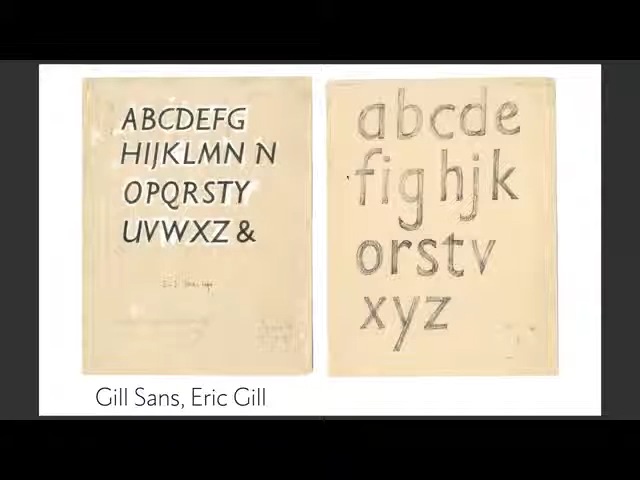 ABCDEFG
HIJKLMN N
OPQRSTY
UVWXZ &
abcde
fighjk
orstv
xyz
Gill Sans, Eric Gill